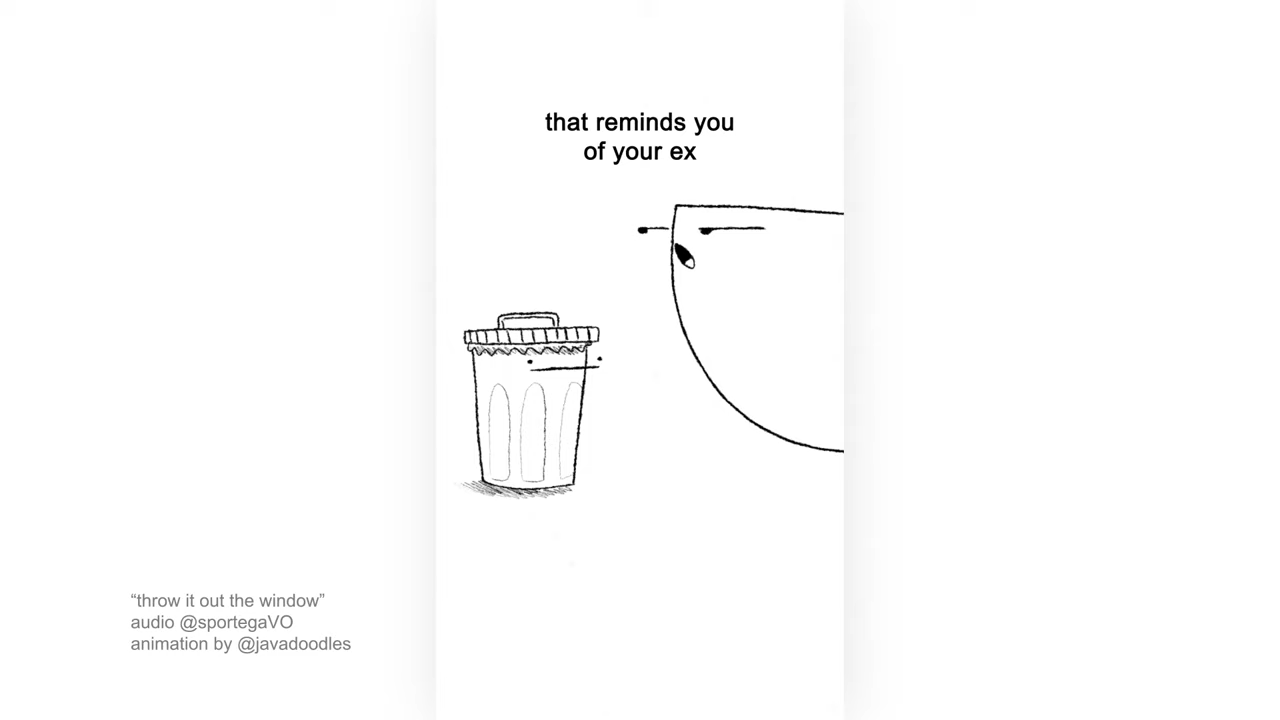 that reminds you
of your ex
“throw it out the window”
audio @sportegaVO
animation by @javadoodles